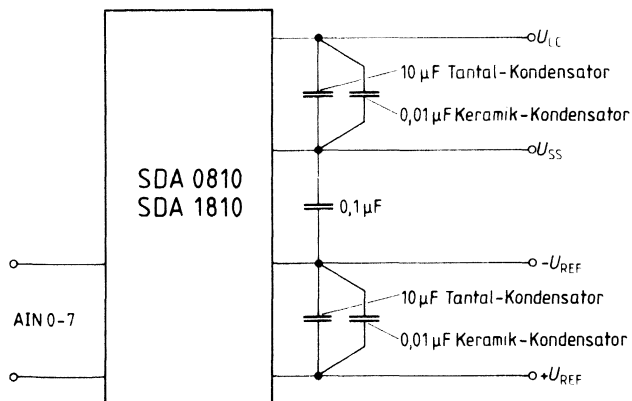 U_CC
10 µF Tantal-Kondensator
0,01 µF Keramik-Kondensator
U_SS
SDA 0810
SDA 1810
0,1 µF
-U_REF
10 µF Tantal-Kondensator
AIN 0-7
0,01 µF Keramik-Kondensator
+U_REF